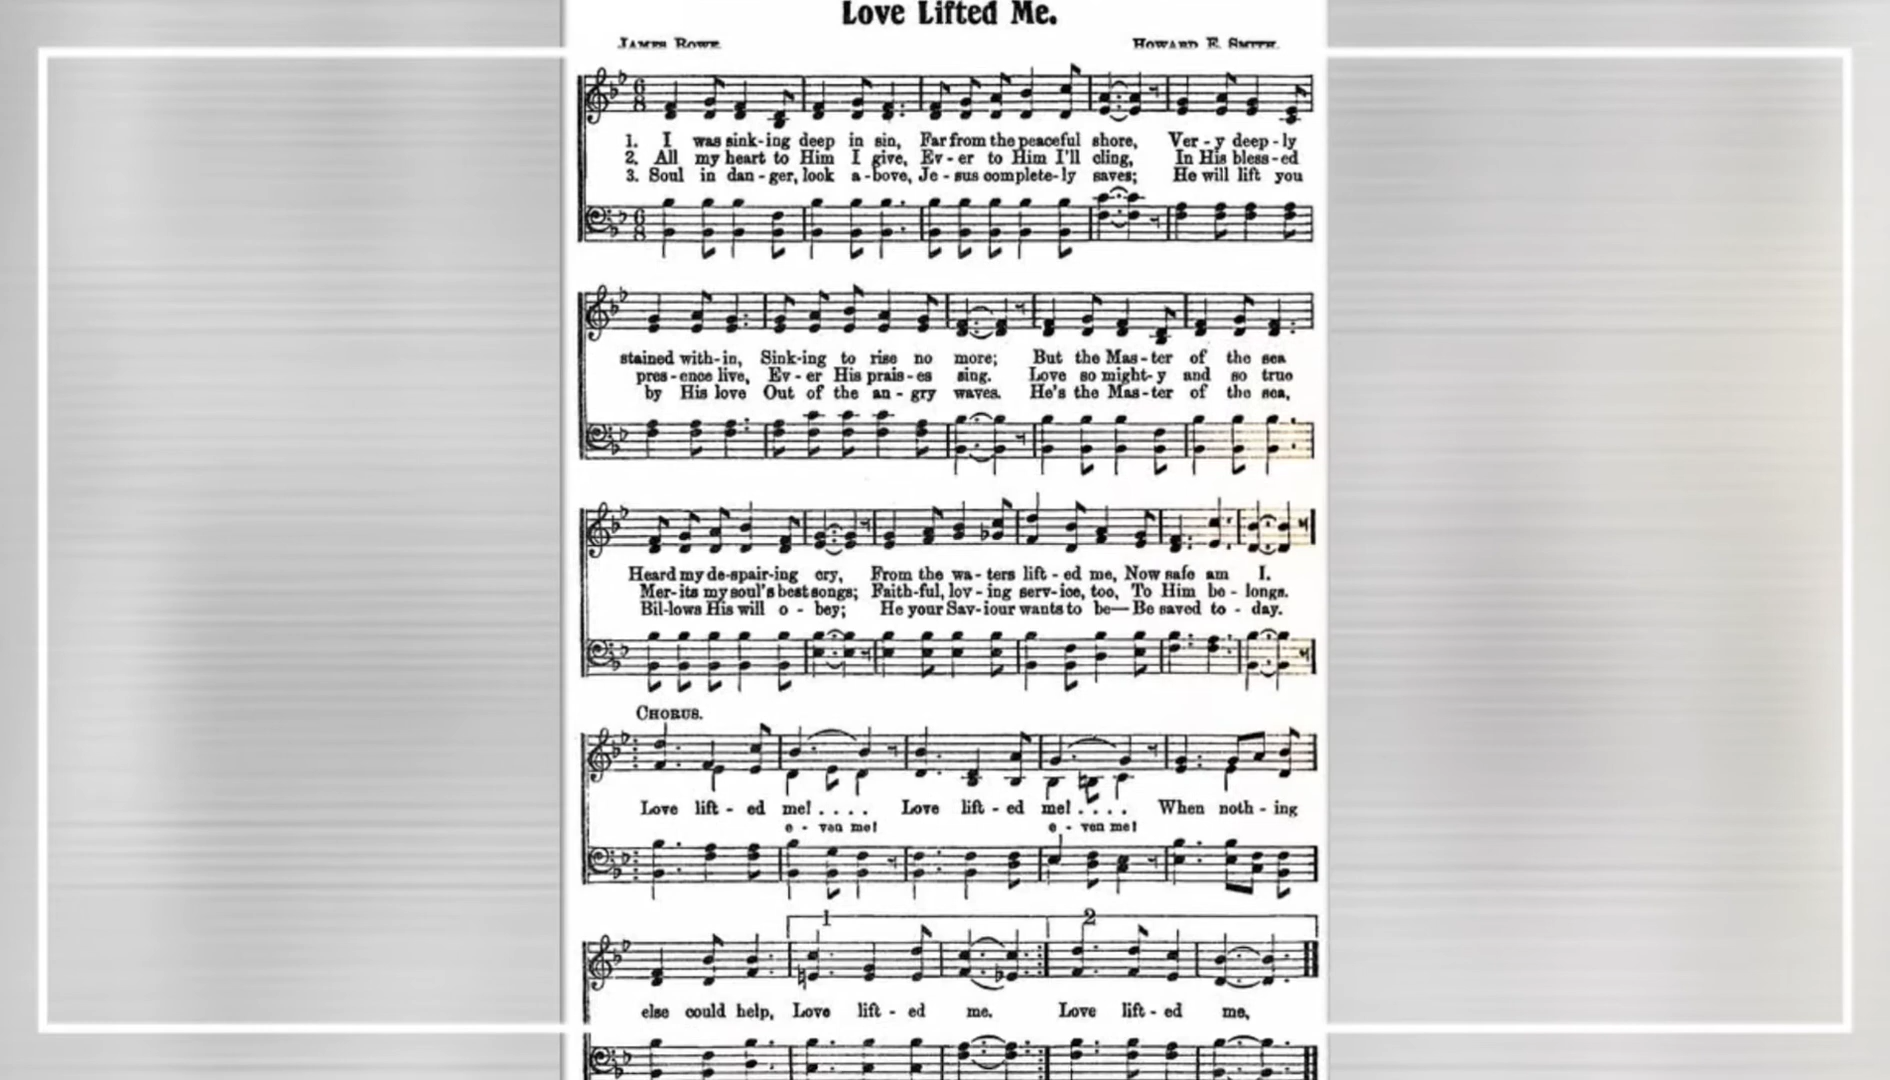 Love Lifted Me.
JAMES ROWE. HOWARD E. SMITH.
1. I was sink-ing deep in sin, Far from the peaceful shore, Ver-y deep-ly
2. All my heart to Him I give, Ev-er to Him I'll cling, In His bless-ed
3. Soul in dan-ger, look a-bove, Je-sus complete-ly saves; He will lift you
stained with-in, Sink-ing to rise no more; But the Mas-ter of the sea
pres-ence live, Ev-er His prais-es sing. Love so might-y and so true
by His love Out of the an-gry waves. He's the Mas-ter of the sea,
Heard my de-spair-ing cry, From the wa-ters lift-ed me, Now safe am I.
Mer-its my soul's best songs; Faith-ful, lov-ing serv-ice, too, To Him be-longs.
Bil-lows His will o-bey; He your Sav-iour wants to be—Be saved to-day.
CHORUS.
Love lift-ed me! . . . . Love lift-ed me! . . . . When noth-ing
e-ven me! e-ven me!
1 2
else could help, Love lift-ed me. Love lift-ed me,